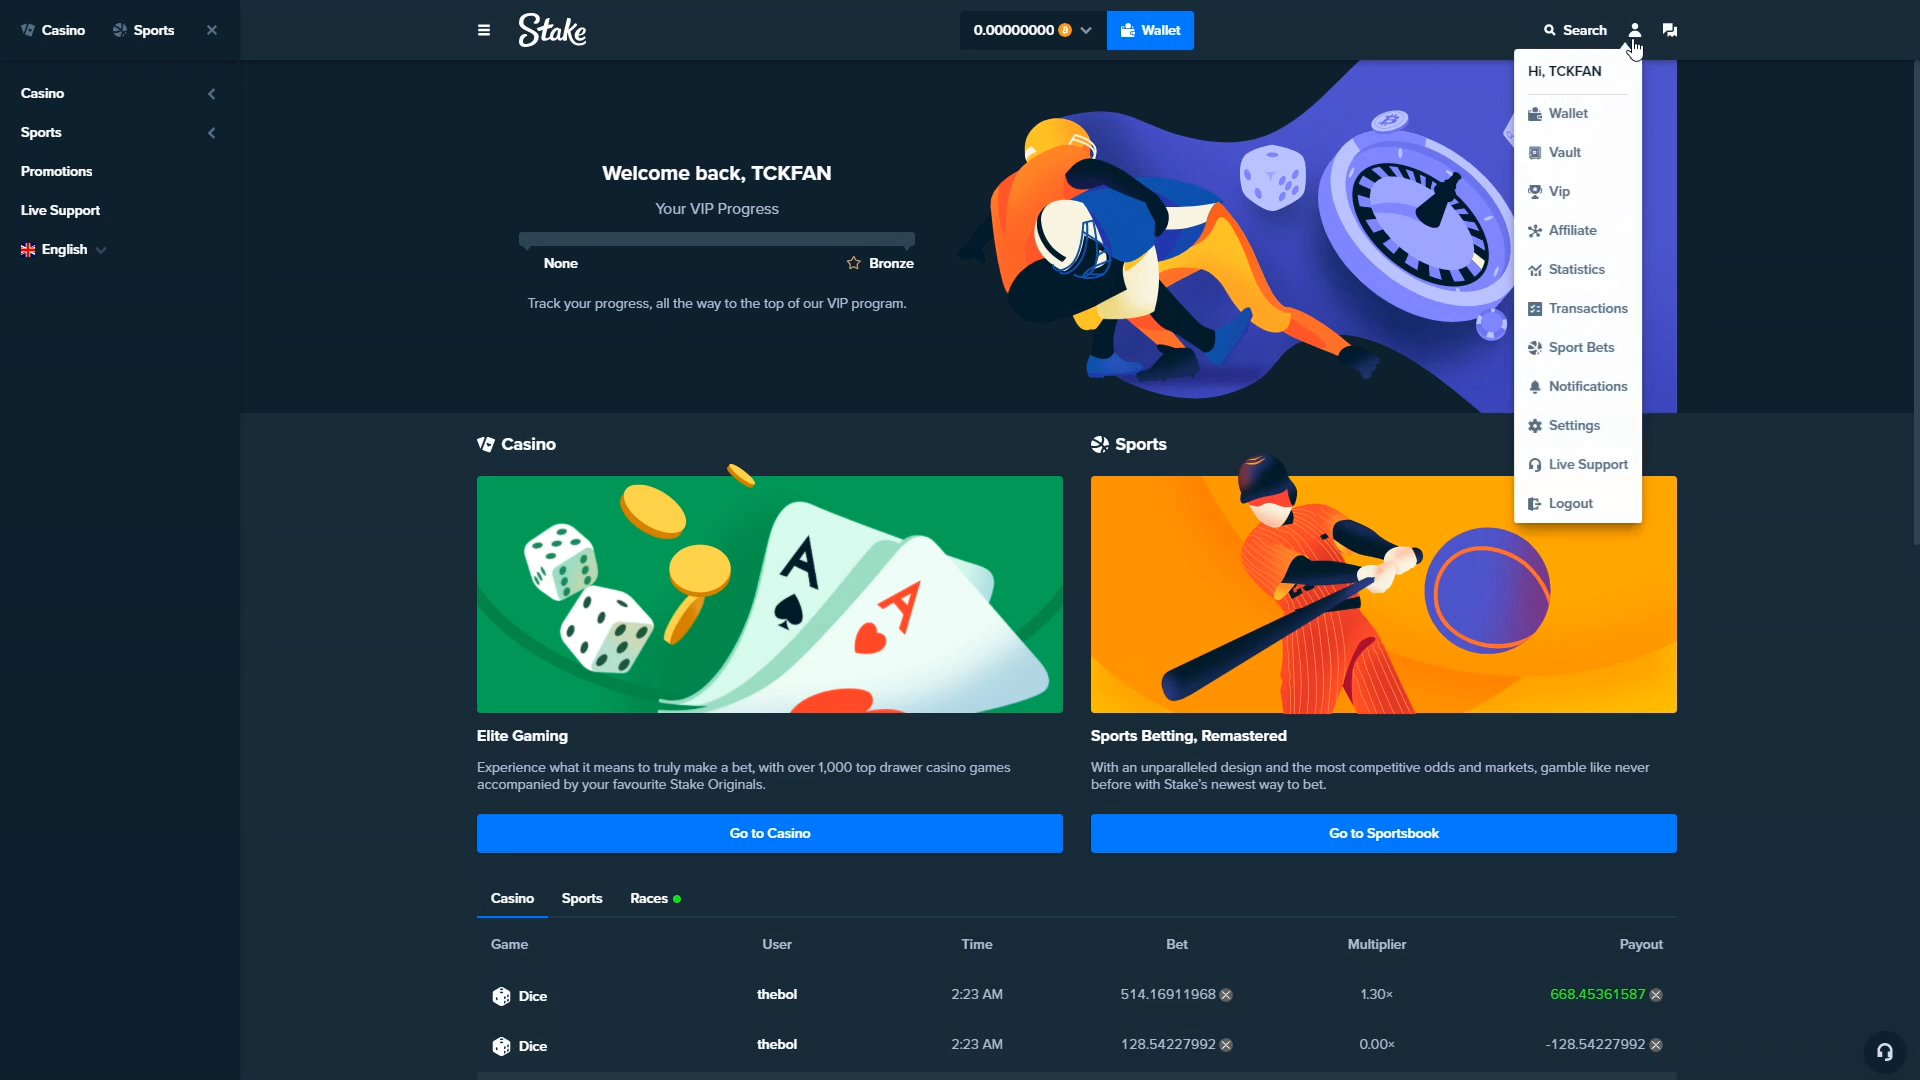 Casino
Sports
Stake
0.00000000
Wallet
Search
Casino
Sports
Promotions
Live Support
English
Hi, TCKFAN
Wallet
Vault
Vip
Affiliate
Statistics
Transactions
Sport Bets
Notifications
Settings
Live Support
Logout
Welcome back, TCKFAN
Your VIP Progress
None
Bronze
Track your progress, all the way to the top of our VIP program.
Casino
Sports
A
A
Elite Gaming
Experience what it means to truly make a bet, with over 1,000 top drawer casino games
accompanied by your favourite Stake Originals.
Go to Casino
Sports Betting, Remastered
With an unparalleled design and the most competitive odds and markets, gamble like never
before with Stake's newest way to bet.
Go to Sportsbook
Casino Sports Races
Game User Time Bet Multiplier Payout
Dice thebol 2:23 AM 514.16911968 1.30× 668.45361587
Dice thebol 2:23 AM 128.54227992 0.00× -128.54227992